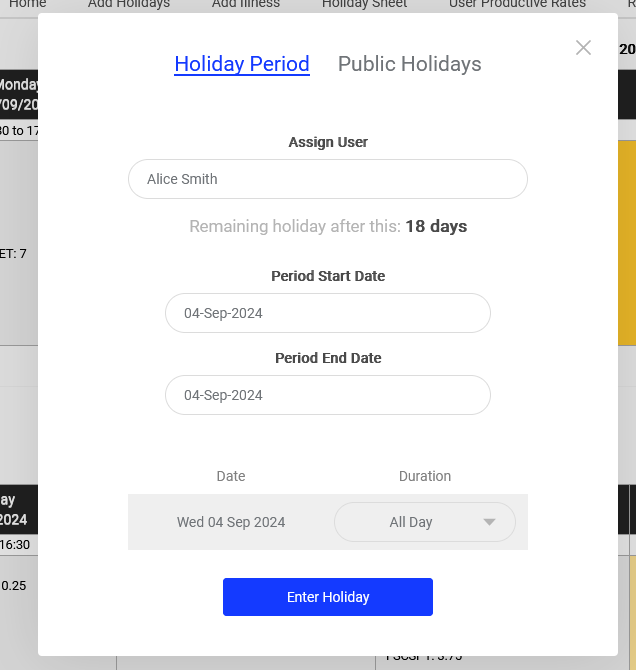 Home Add Holidays Add Illness Holiday Sheet User Productive Rates R
20
Holiday Period Public Holidays
Monday
/09/20
30 to 17
Assign User
Alice Smith
Remaining holiday after this: 18 days
ET: 7
Period Start Date
04-Sep-2024
Period End Date
04-Sep-2024
Date Duration
ay
2024
Wed 04 Sep 2024 All Day
16:30
0.25
Enter Holiday